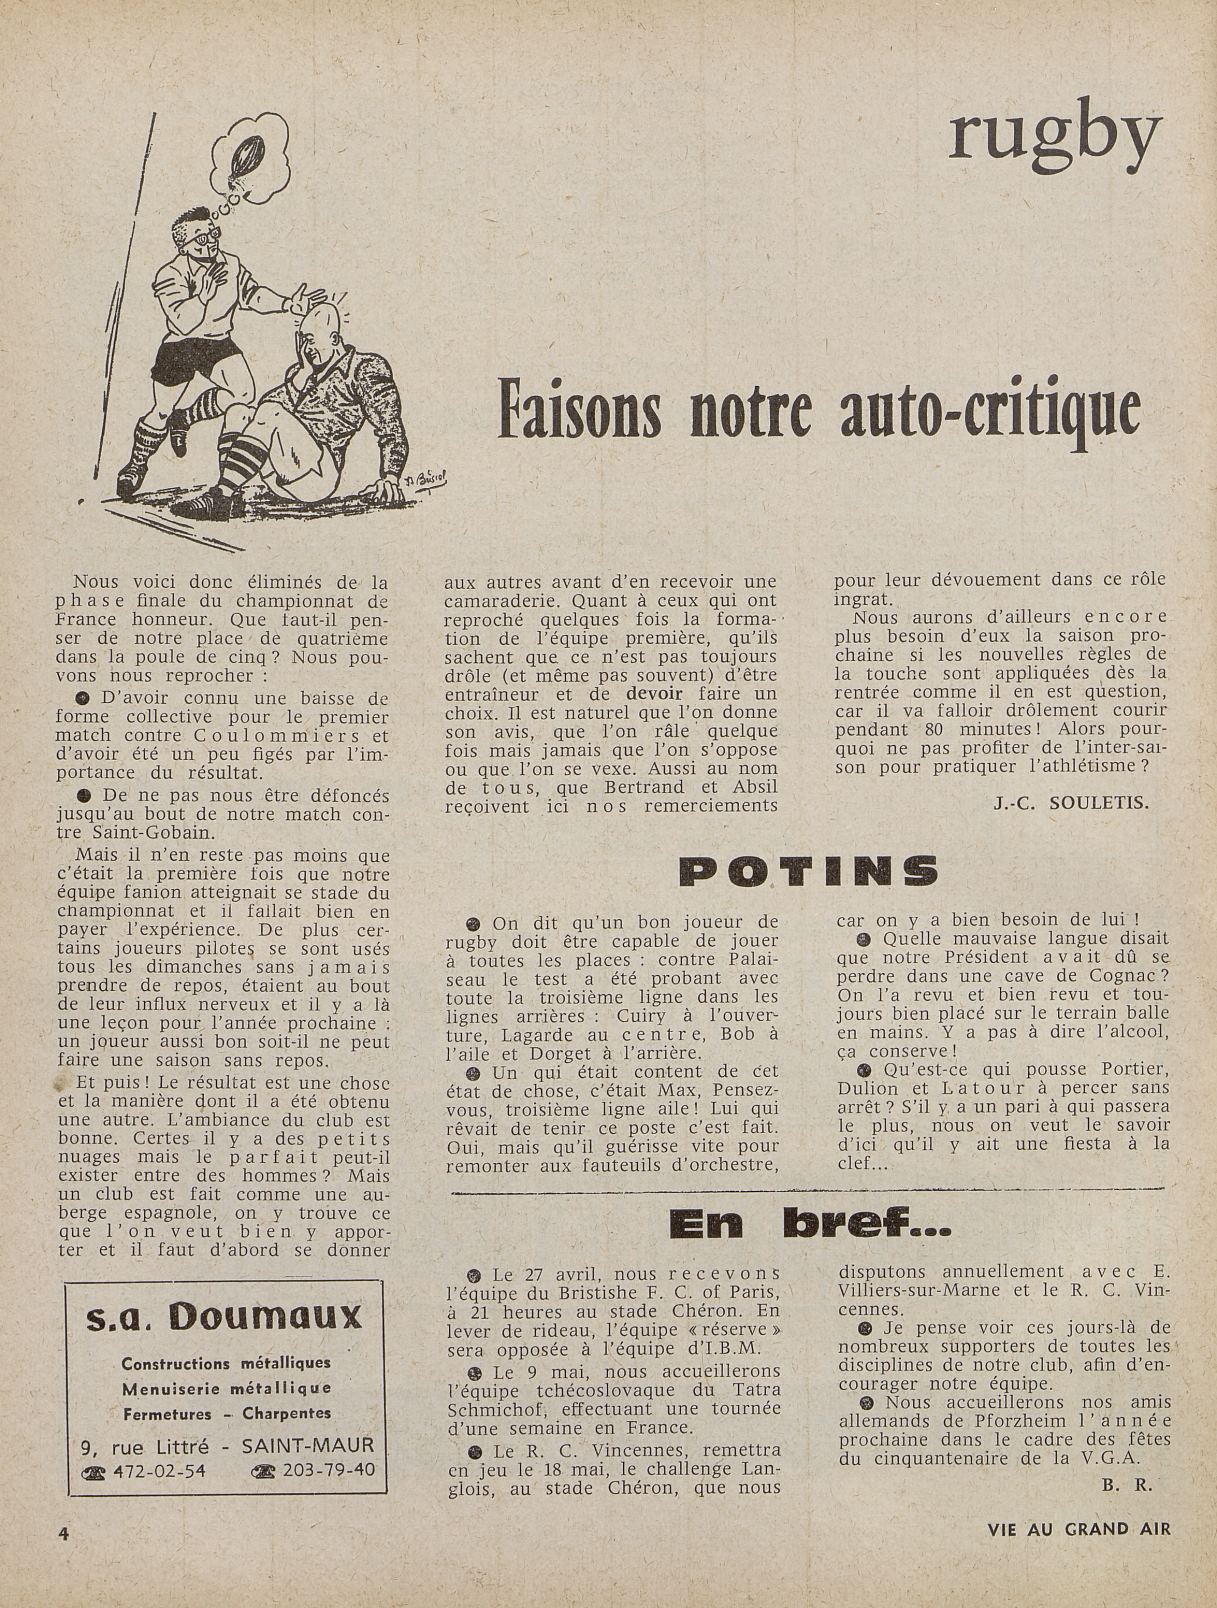 rugby
Faisons notre auto-critique
Nous voici donc éliminés de la
phase finale du championnat de
France honneur. Que faut-il pen-
ser de notre place de quatrième
dans la poule de cinq ? Nous pou-
vons nous reprocher :
● D'avoir connu une baisse de
forme collective pour le premier
match contre Coulommiers et
d'avoir été un peu figés par l'im-
portance du résultat.
● De ne pas nous être défoncés
jusqu'au bout de notre match con-
tre Saint-Gobain.
Mais il n'en reste pas moins que
c'était la première fois que notre
équipe fanion atteignait se stade du
championnat et il fallait bien en
payer l'expérience. De plus cer-
tains joueurs pilotes se sont usés
tous les dimanches sans jamais
prendre de repos, étaient au bout
de leur influx nerveux et il y a là
une leçon pour l'année prochaine :
un joueur aussi bon soit-il ne peut
faire une saison sans repos.
Et puis ! Le résultat est une chose
et la manière dont il a été obtenu
une autre. L'ambiance du club est
bonne. Certes il y a des petits
nuages mais le parfait peut-il
exister entre des hommes ? Mais
un club est fait comme une au-
berge espagnole, on y trouve ce
que l'on veut bien y appor-
ter et il faut d'abord se donner
aux autres avant d'en recevoir une
camaraderie. Quant à ceux qui ont
reproché quelques fois la forma-
tion de l'équipe première, qu'ils
sachent que ce n'est pas toujours
drôle (et même pas souvent) d'être
entraîneur et de devoir faire un
choix. Il est naturel que l'on donne
son avis, que l'on râle quelque
fois mais jamais que l'on s'oppose
ou que l'on se vexe. Aussi au nom
de tous, que Bertrand et Absil
reçoivent ici nos remerciements
pour leur dévouement dans ce rôle
ingrat.
Nous aurons d'ailleurs encore
plus besoin d'eux la saison pro-
chaine si les nouvelles règles de
la touche sont appliquées dès la
rentrée comme il en est question,
car il va falloir drôlement courir
pendant 80 minutes ! Alors pour-
quoi ne pas profiter de l'inter-sai-
son pour pratiquer l'athlétisme ?
J.-C. SOULETIS.
POTINS
● On dit qu'un bon joueur de
rugby doit être capable de jouer
à toutes les places : contre Palai-
seau le test a été probant avec
toute la troisième ligne dans les
lignes arrières : Cuiry à l'ouver-
ture, Lagarde au centre, Bob à
l'aile et Dorget à l'arrière.
● Un qui était content de cet
état de chose, c'était Max, Pensez-
vous, troisième ligne aile ! Lui qui
rêvait de tenir ce poste c'est fait.
Oui, mais qu'il guérisse vite pour
remonter aux fauteuils d'orchestre,
car on y a bien besoin de lui !
● Quelle mauvaise langue disait
que notre Président avait dû se
perdre dans une cave de Cognac ?
On l'a revu et bien revu et tou-
jours bien placé sur le terrain balle
en mains. Y a pas à dire l'alcool,
ça conserve !
● Qu'est-ce qui pousse Portier,
Dulion et Latour à percer sans
arrêt ? S'il y a un pari à qui passera
le plus, nous on veut le savoir
d'ici qu'il y ait une fiesta à la
clef...
En bref...
● Le 27 avril, nous recevons
l'équipe du Bristishe F. C. of Paris,
à 21 heures au stade Chéron. En
lever de rideau, l'équipe « réserve »
sera opposée à l'équipe d'I.B.M.
● Le 9 mai, nous accueillerons
l'équipe tchécoslovaque du Tatra
Schmichof, effectuant une tournée
d'une semaine en France.
● Le R. C. Vincennes, remettra
en jeu le 18 mai, le challenge Lan-
glois, au stade Chéron, que nous
disputons annuellement avec E.
Villiers-sur-Marne et le R. C. Vin-
cennes.
● Je pense voir ces jours-là de
nombreux supporters de toutes les
disciplines de notre club, afin d'en-
courager notre équipe.
● Nous accueillerons nos amis
allemands de Pforzheim l'année
prochaine dans le cadre des fêtes
du cinquantenaire de la V.G.A.
B. R.
s.a. Doumaux
Constructions métalliques
Menuiserie métallique
Fermetures - Charpentes
9, rue Littré - SAINT-MAUR
☎ 472-02-54 ☎ 203-79-40
4
VIE AU GRAND AIR